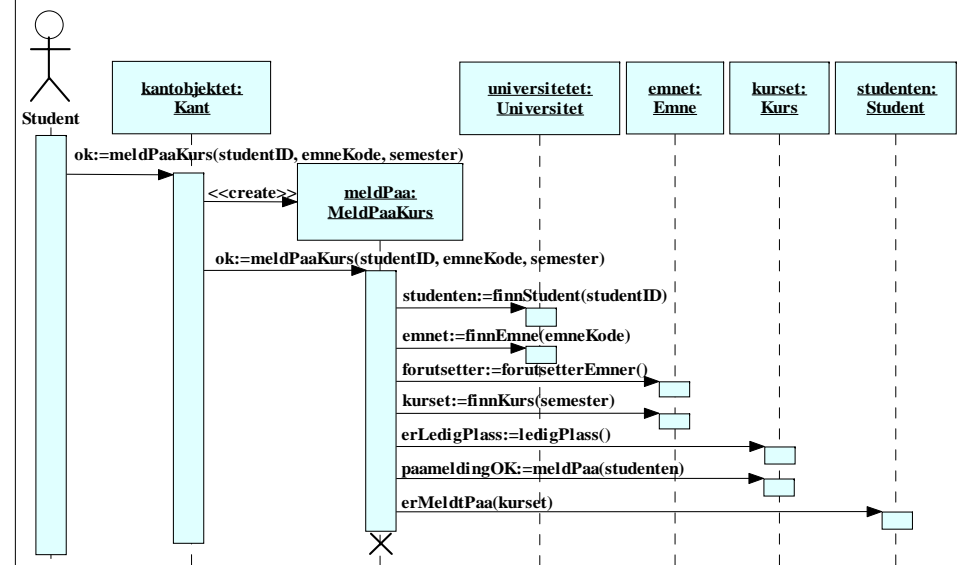 kantobjektet:
Kant
universitetet:
Universitet
emnet:
Emne
kurset:
Kurs
studenten:
Student
Student
ok:=meldPaaKurs(studentID, emneKode, semester)
<<create>>
meldPaa:
MeldPaaKurs
ok:=meldPaaKurs(studentID, emneKode, semester)
studenten:=finnStudent(studentID)
emnet:=finnEmne(emneKode)
forutsetter:=forutsetterEmner()
kurset:=finnKurs(semester)
erLedigPlass:=ledigPlass()
paameldingOK:=meldPaa(studenten)
erMeldtPaa(kurset)